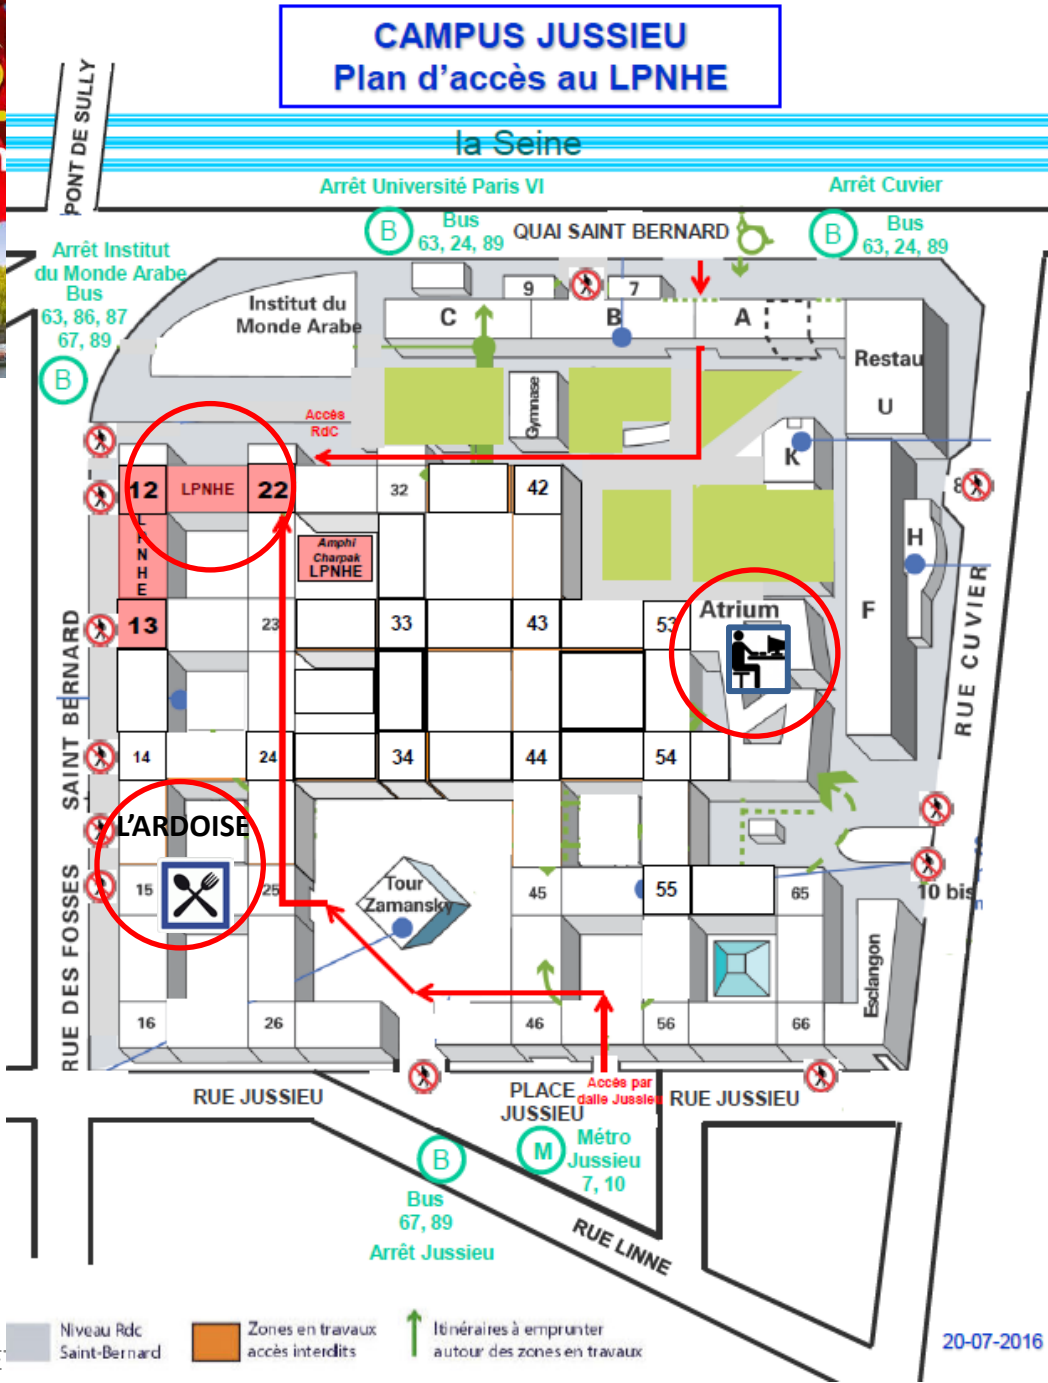 CAMPUS JUSSIEU
Plan d'accès au LPNHE
PONT DE SULLY
la Seine
Arrêt Université Paris VI
Arrêt Cuvier
B
Bus
63, 24, 89
QUAI SAINT BERNARD
B
Bus
63, 24, 89
Arrêt Institut
du Monde Arabe
Bus
63, 86, 87
67, 89
B
Institut du
Monde Arabe
9
7
C
B
A
Restau
U
Gymnase
K
Accès
RdC
12
LPNHE
22
32
42
8
H
LPNHE
Amphi
Charpak
LPNHE
13
23
33
43
53
Atrium
F
RUE CUVIER
SAINT BERNARD
14
24
34
44
54
L'ARDOISE
15
25
Tour
Zamansky
45
55
65
10 bis
RUE DES FOSSES
Esclangon
16
26
46
56
66
RUE JUSSIEU
PLACE
JUSSIEU
Accès par
dalle Jussieu
RUE JUSSIEU
B
M
Métro
Jussieu
7, 10
Bus
67, 89
Arrêt Jussieu
RUE LINNE
Niveau Rdc
Saint-Bernard
Zones en travaux
accès interdits
Itinéraires à emprunter
autour des zones en travaux
20-07-2016